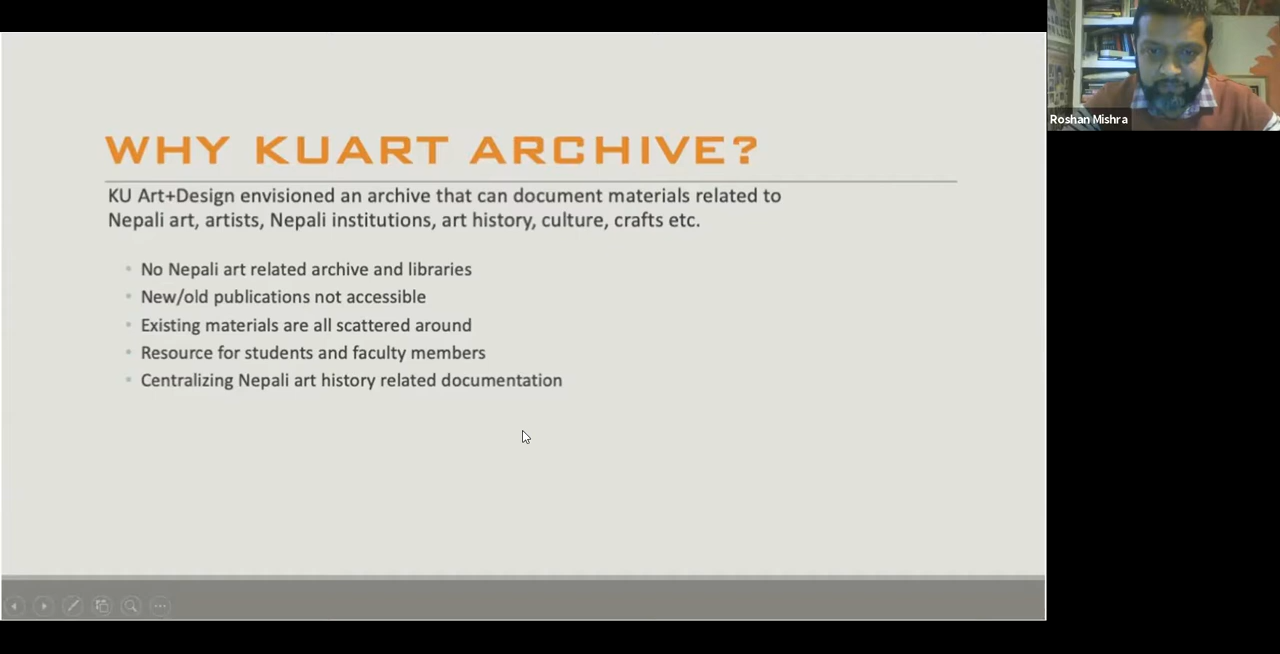 WHY KUART ARCHIVE?
KU Art+Design envisioned an archive that can document materials related to
Nepali art, artists, Nepali institutions, art history, culture, crafts etc.
No Nepali art related archive and libraries
New/old publications not accessible
Existing materials are all scattered around
Resource for students and faculty members
Centralizing Nepali art history related documentation
Roshan Mishra